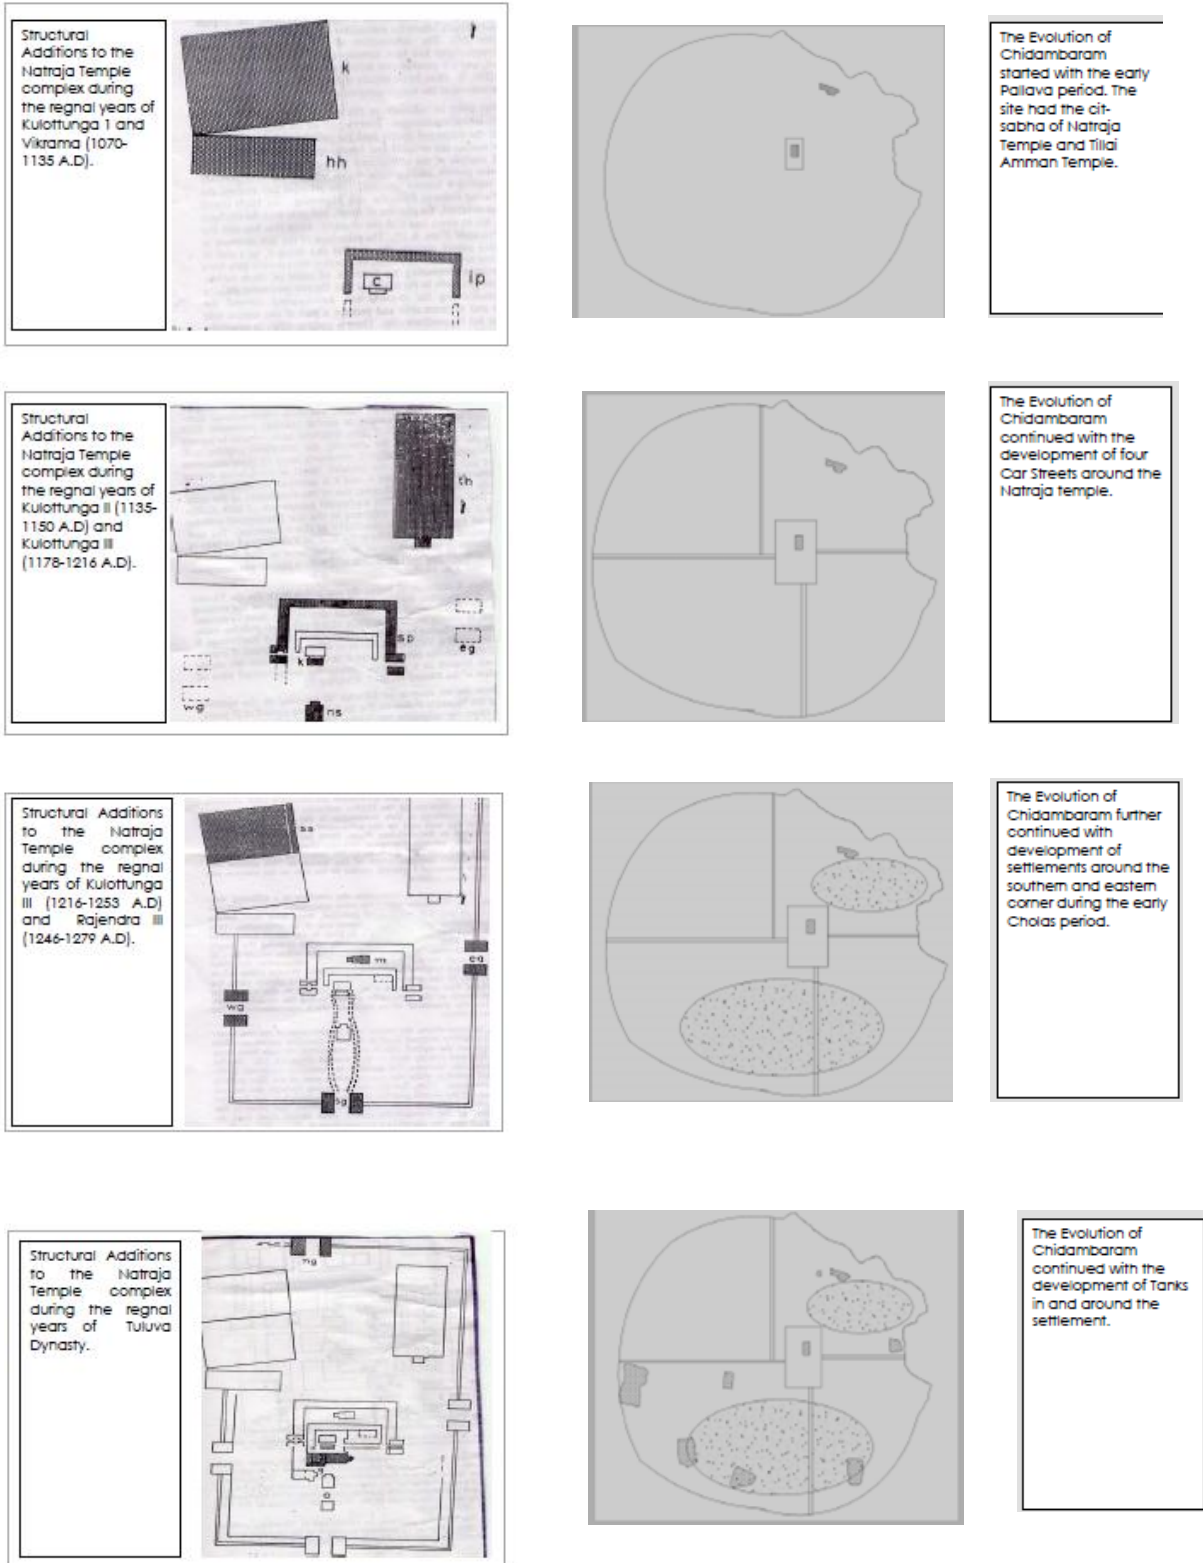 Structural
Additions to the
Natraja Temple
complex during
the regnal years of
Kulottunga 1 and
Vikrama (1070-
1135 A.D).
k
hh
C
ip
The Evolution of
Chidambaram
started with the early
Pallava period. The
site had the cit-
sabha of Natraja
Temple and Tillai
Amman Temple.
Structural
Additions to the
Natraja Temple
complex during
the regnal years of
Kulottunga II (1135-
1150 A.D) and
Kulottunga III
(1178-1216 A.D).
th
sp
eg
k
wg
ns
The Evolution of
Chidambaram
continued with the
development of four
Car Streets around the
Natraja temple.
Structural Additions
to the Natraja
Temple complex
during the regnal
years of Kulottunga
III (1216-1253 A.D)
and Rajendra III
(1246-1279 A.D).
wg
sg
The Evolution of
Chidambaram further
continued with
development of
settlements around the
southern and eastern
corner during the early
Cholas period.
Structural Additions
to the Natraja
Temple complex
during the regnal
years of Tuluva
Dynasty.
ng
The Evolution of
Chidambaram
continued with the
development of Tanks
in and around the
settlement.